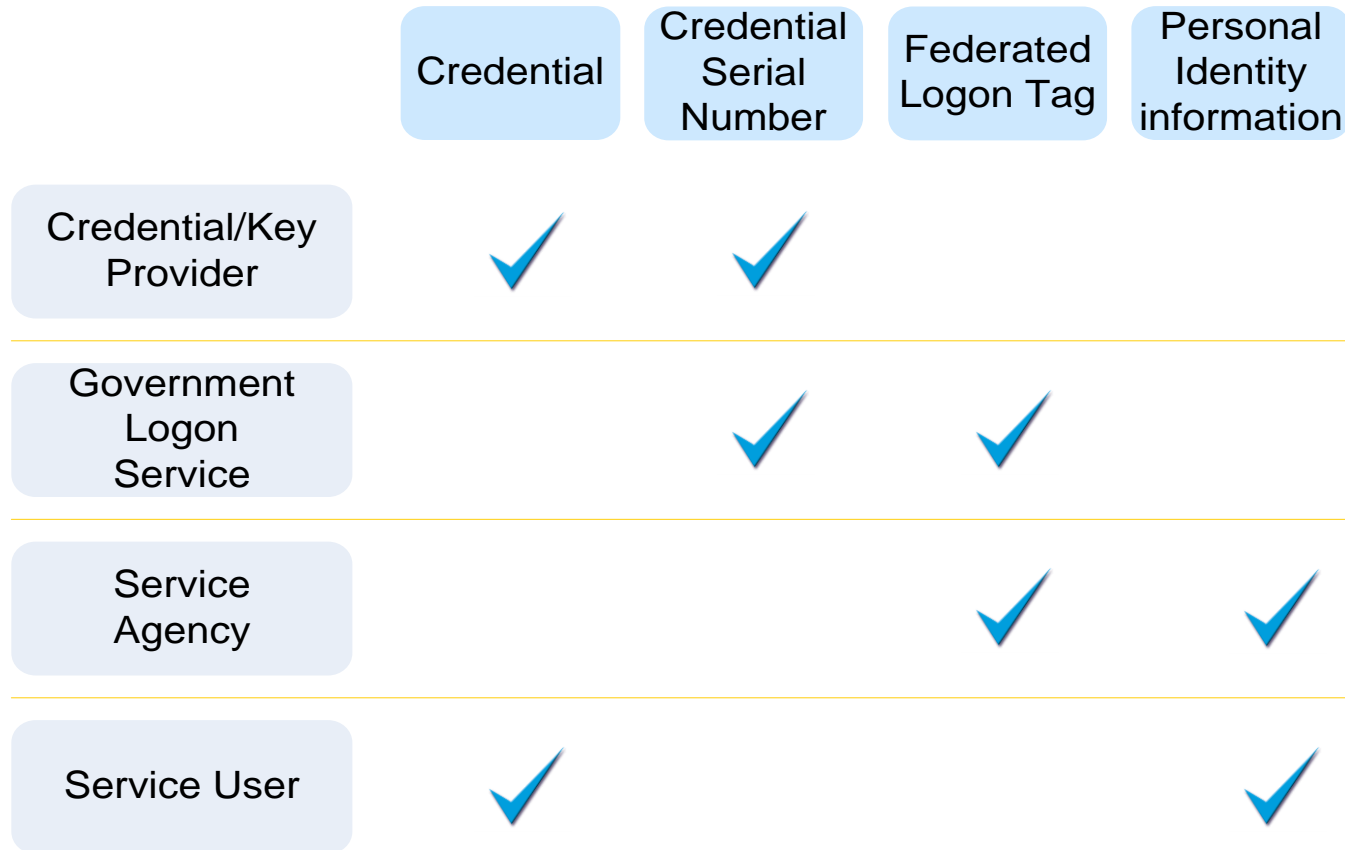 Credential
Credential
Serial
Number
Federated
Logon Tag
Personal
Identity
information
Credential/Key
Provider
Government
Logon
Service
Service
Agency
Service User